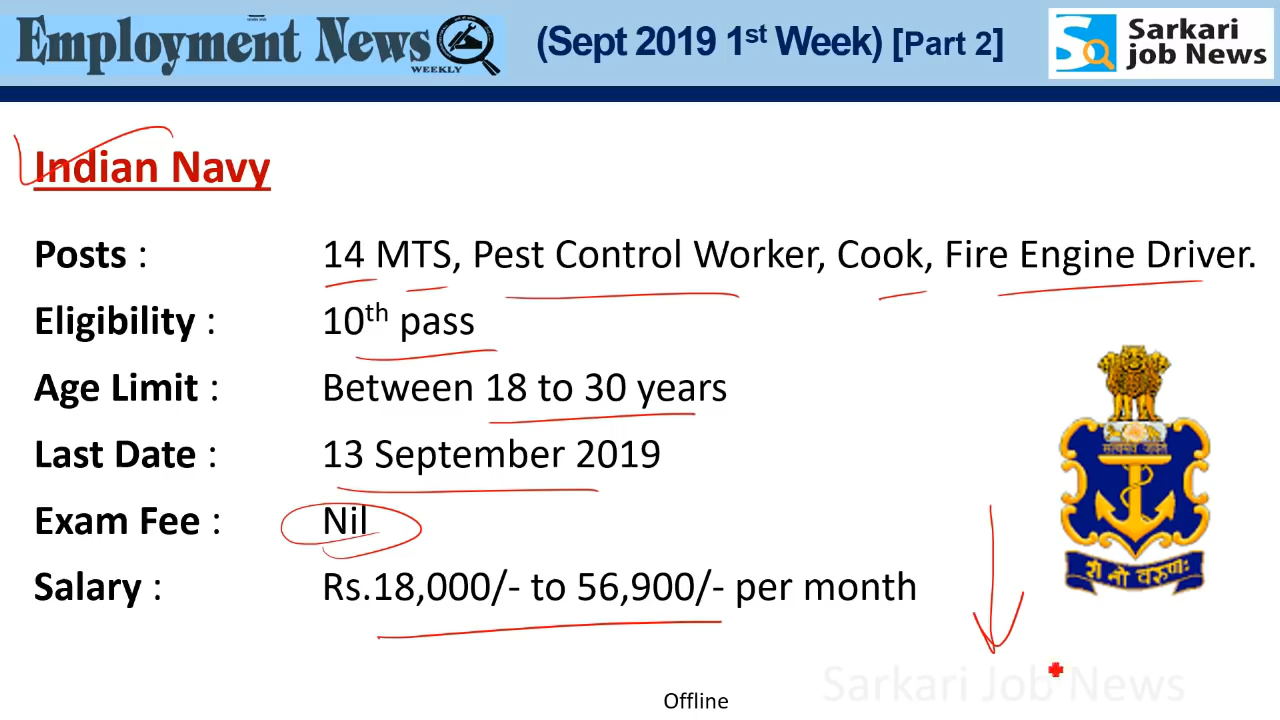 Employment News
WEEKLY
(Sept 2019 1st Week) [Part 2]
Sarkari
job News
Indian Navy
Posts : 14 MTS, Pest Control Worker, Cook, Fire Engine Driver.
Eligibility : 10th pass
Age Limit : Between 18 to 30 years
Last Date : 13 September 2019
Exam Fee : Nil
Salary : Rs.18,000/- to 56,900/- per month
शं नो वरुणः
Sarkari Job News
Offline